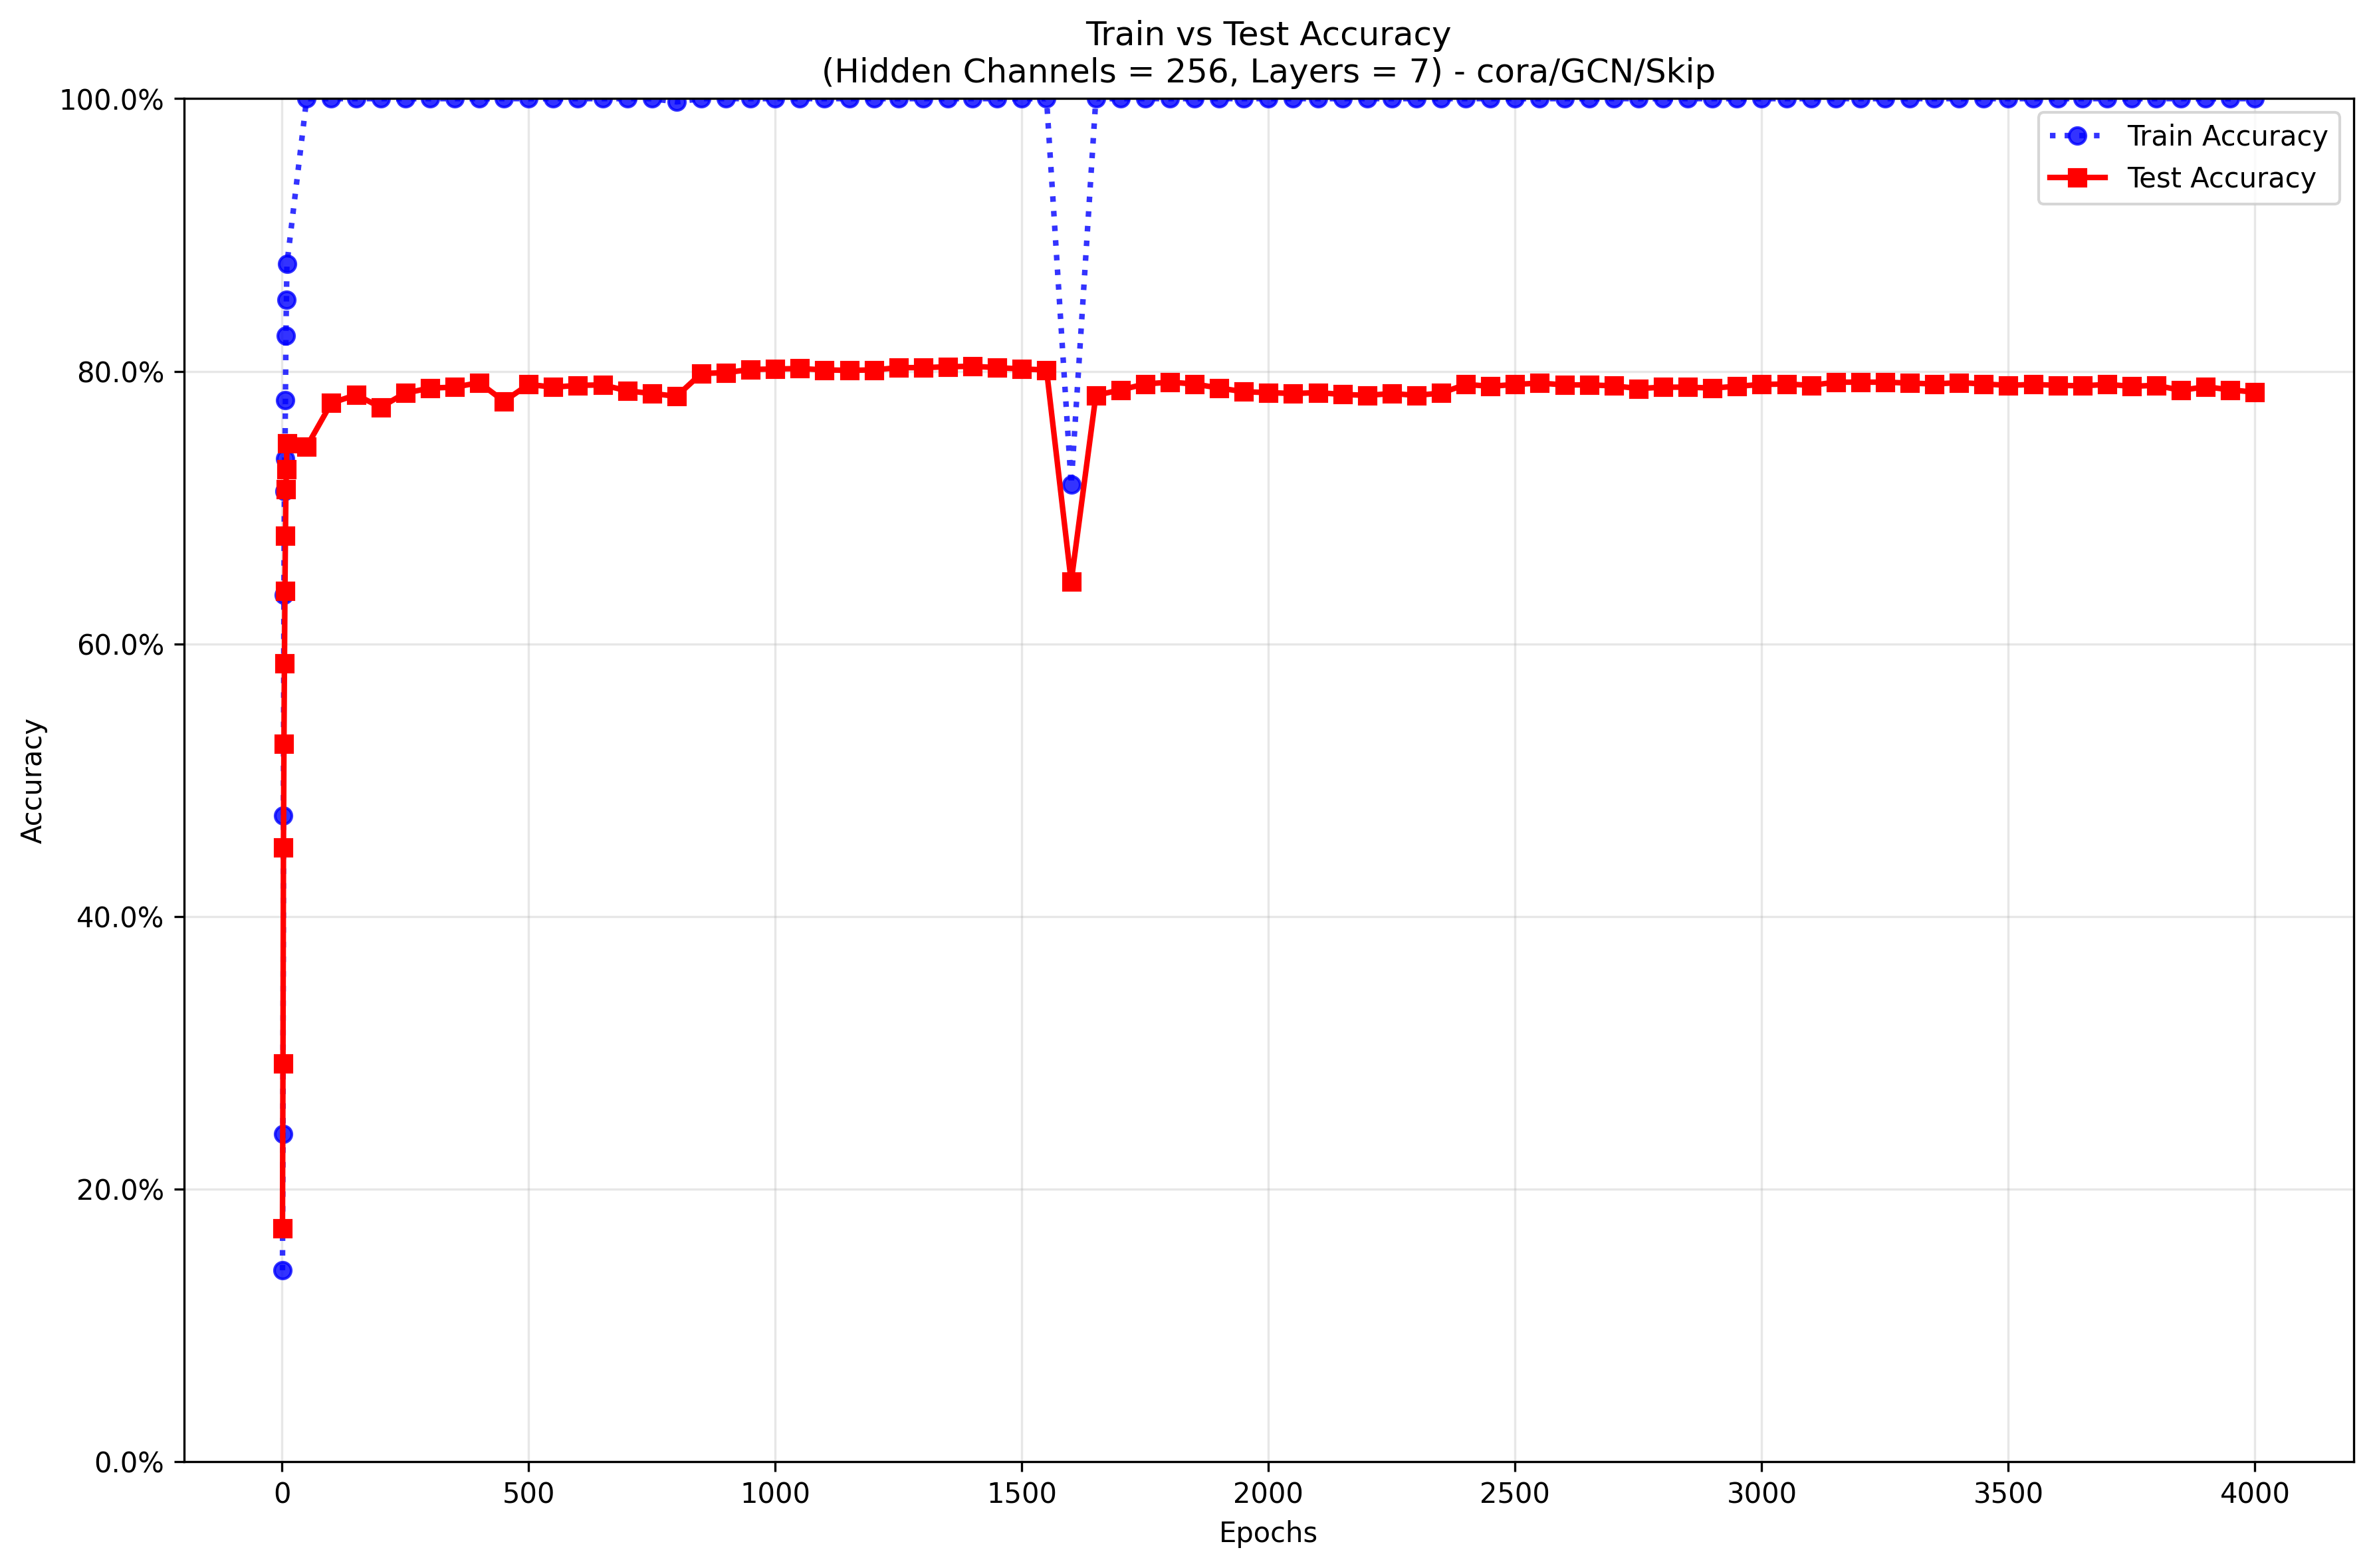 Train vs Test Accuracy
(Hidden Channels = 256, Layers = 7) - cora/GCN/Skip
100.0%
80.0%
60.0%
40.0%
20.0%
0.0%
Accuracy
Train Accuracy
Test Accuracy
0 500 1000 1500 2000 2500 3000 3500 4000
Epochs